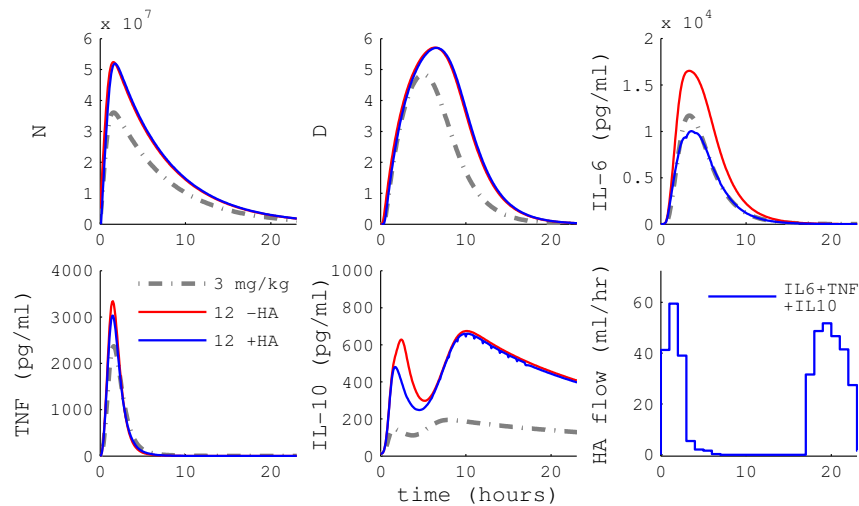 x 10⁷
6
5
4
3
2
1
0
0 10 20
N
6
5
4
3
2
1
0
0 10 20
D
x 10⁴
2
1.5
1
0.5
0
0 10 20
IL-6 (pg/ml)
4000
3000
2000
1000
0
0 10 20
TNF (pg/ml)
3 mg/kg
12 -HA
12 +HA
1000
800
600
400
200
0
0 10 20
IL-10 (pg/ml)
time (hours)
60
40
20
0
0 10 20
HA flow (ml/hr)
IL6+TNF
+IL10